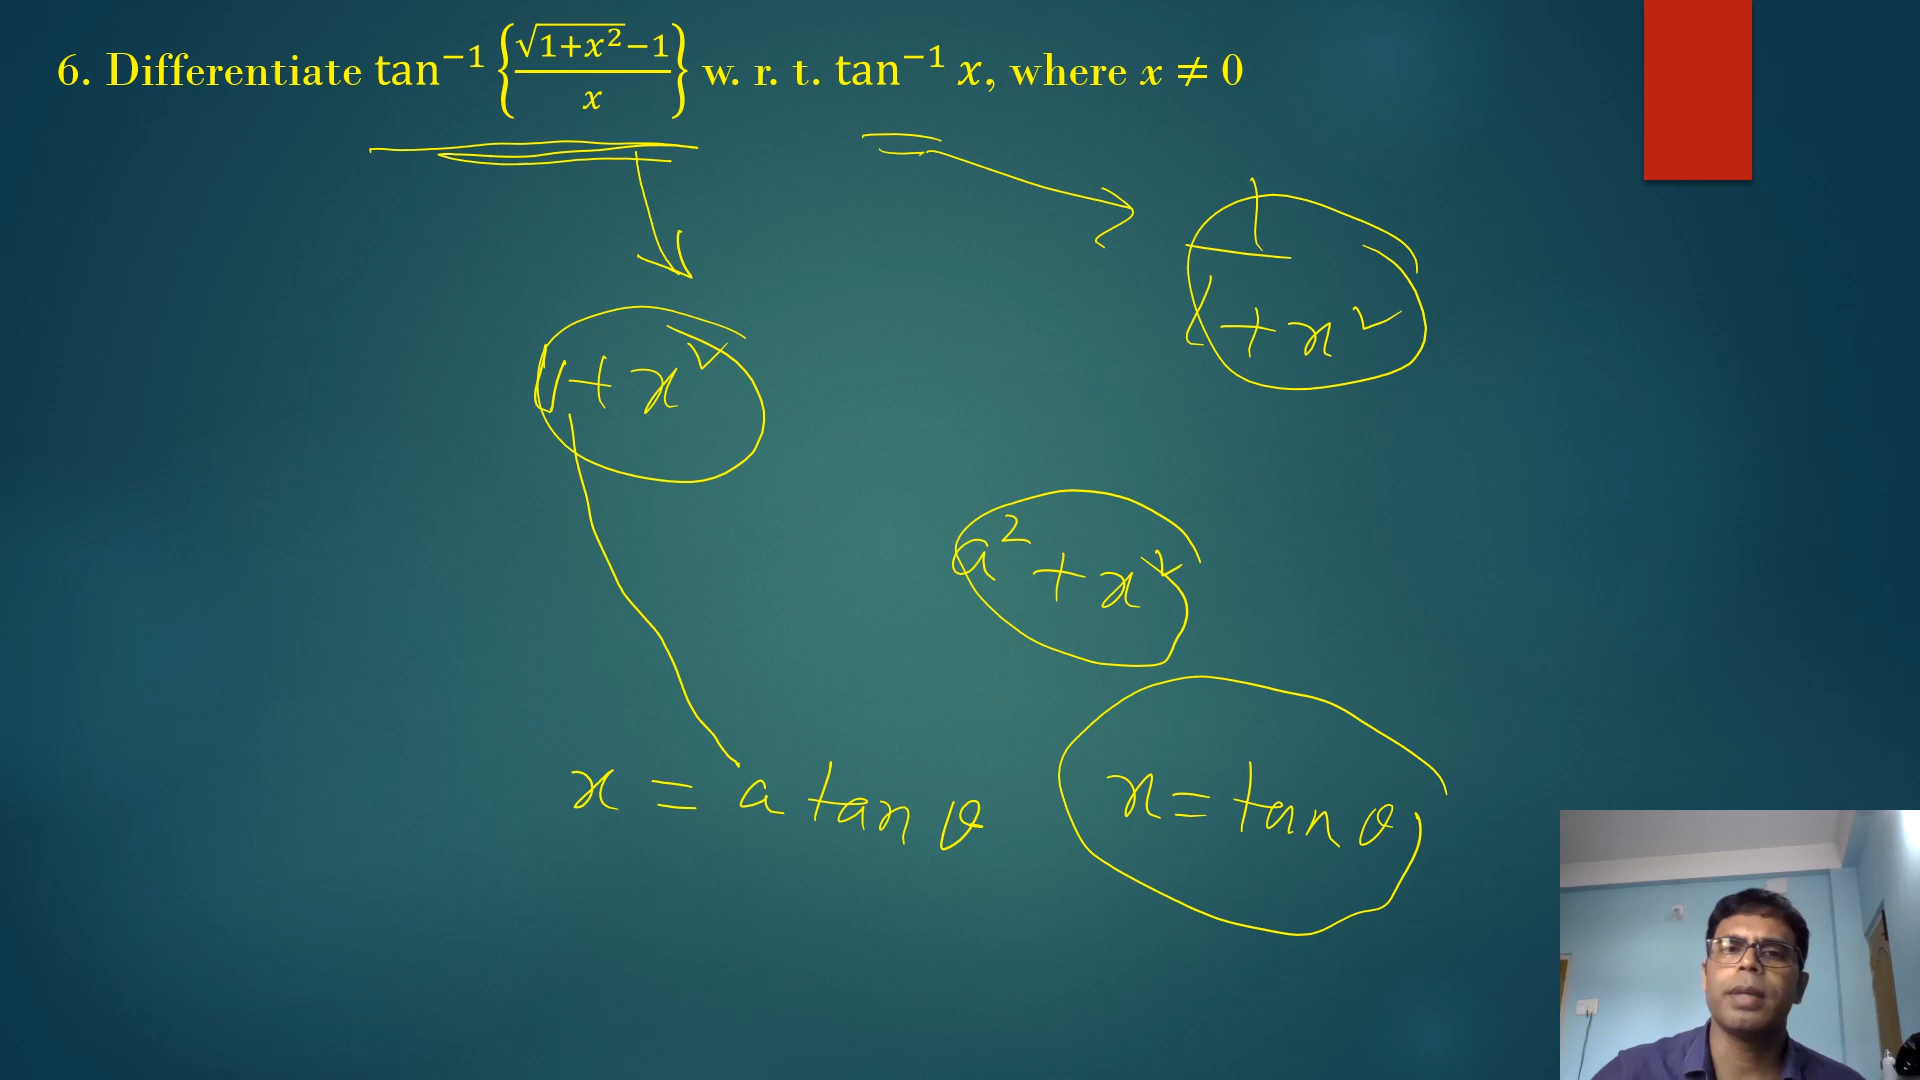 6. Differentiate tan⁻¹ {(√(1+x²)−1)/x} w. r. t. tan⁻¹ x, where x ≠ 0
1/(1+x²)
1+x²
a²+x²
x = a tan θ
x = tan θ